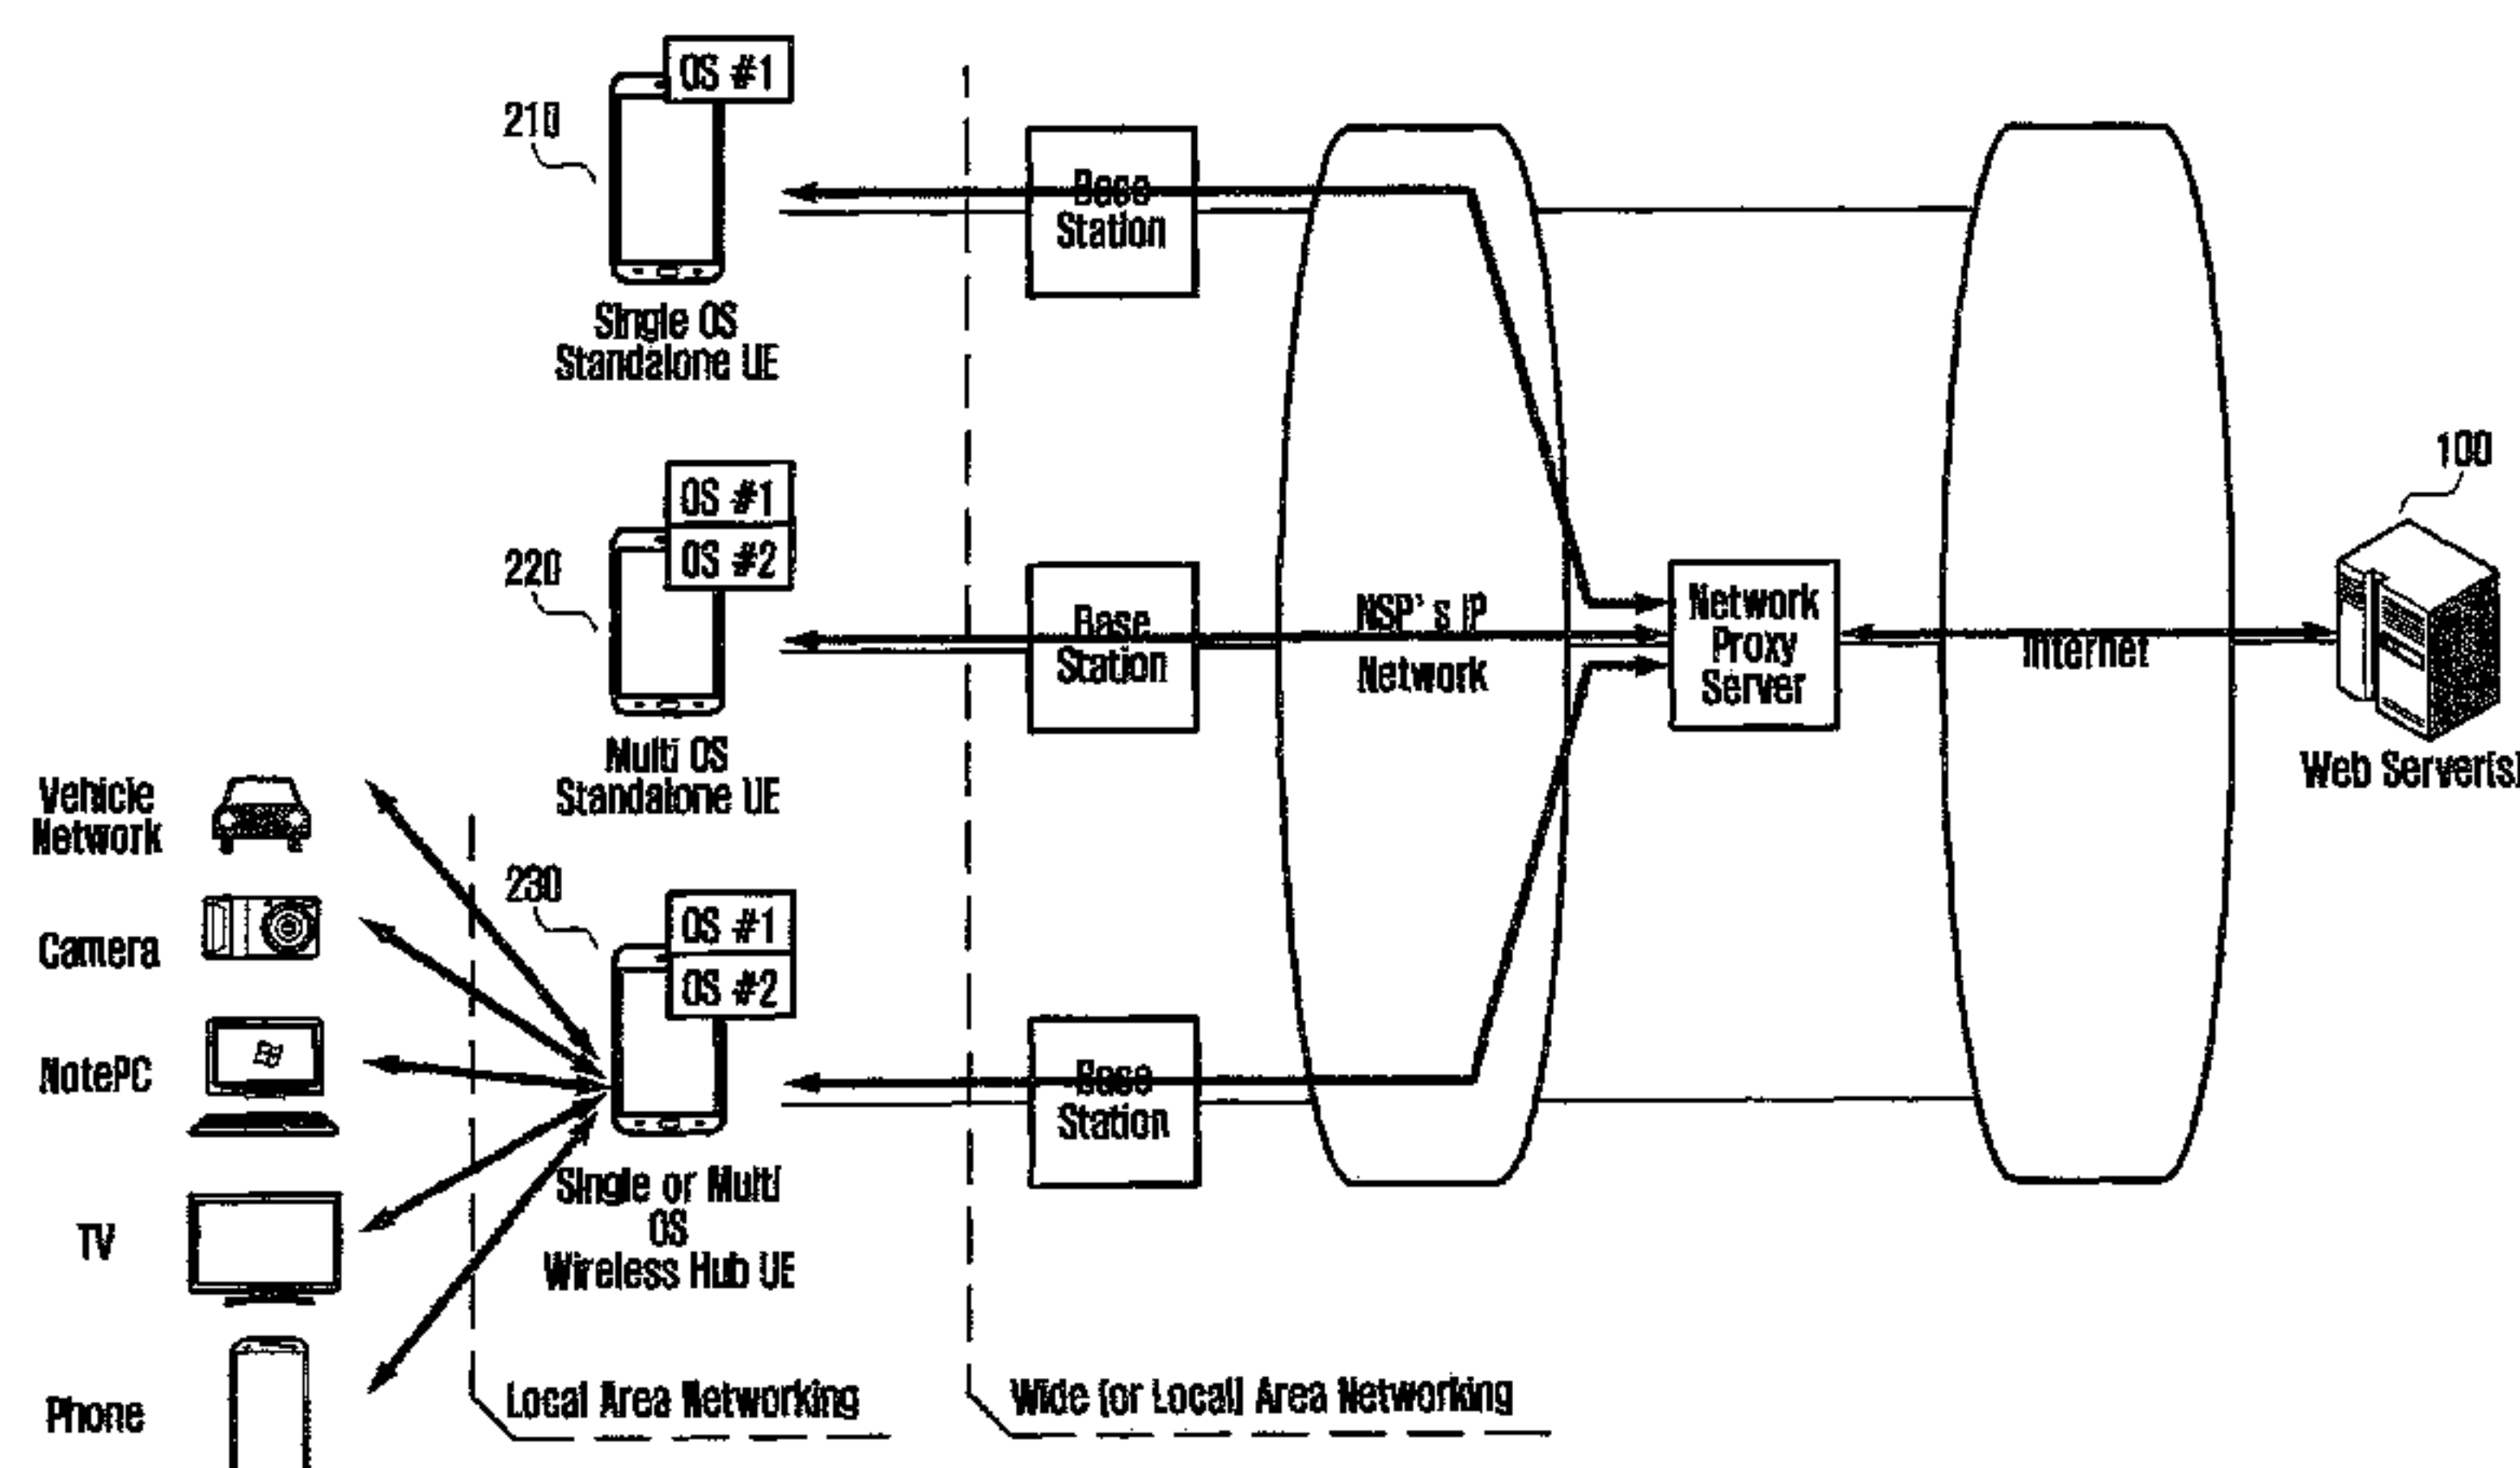 OS #1
210
Single OS
Standalone UE
Base
Station
OS #1
OS #2
220
Multi OS
Standalone UE
Base
Station
NSP's IP
Network
Network
Proxy
Server
Internet
100
Web Server(s)
Vehicle
Network
Camera
NotePC
TV
Phone
230
OS #1
OS #2
Single or Multi
OS
Wireless Hub UE
Base
Station
Local Area Networking
Wide (or Local) Area Networking